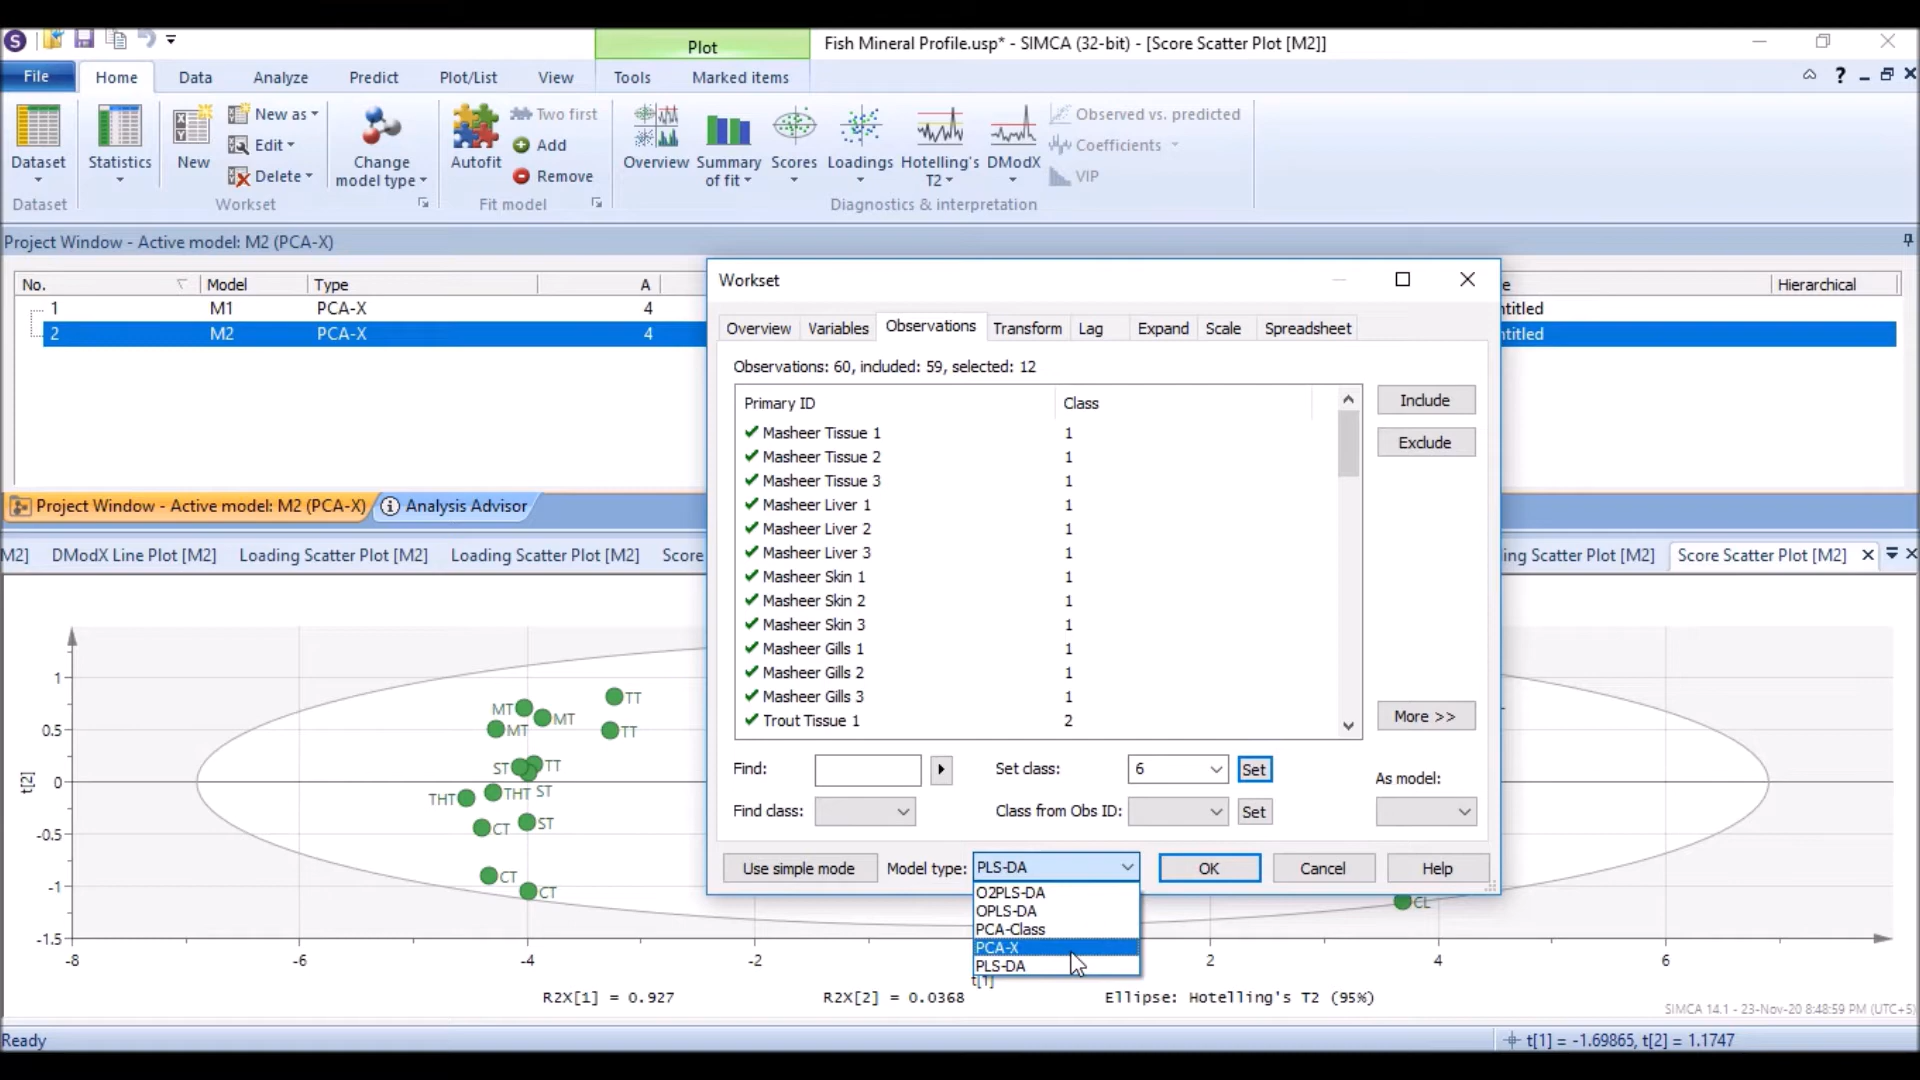 S
Plot
Fish Mineral Profile.usp* - SIMCA (32-bit) - [Score Scatter Plot [M2]]
File Home Data Analyze Predict Plot/List View Tools Marked items
Dataset Statistics New New as Edit Delete Change model type Autofit Two first Add Remove Overview Summary of fit Scores Loadings Hotelling's T2 DModX Observed vs. predicted Coefficients VIP
Dataset Workset Fit model Diagnostics & interpretation
Project Window - Active model: M2 (PCA-X)
No. Model Type A e Hierarchical
1 M1 PCA-X 4 ntitled
2 M2 PCA-X 4 ntitled
Project Window - Active model: M2 (PCA-X) Analysis Advisor
M2] DModX Line Plot [M2] Loading Scatter Plot [M2] Loading Scatter Plot [M2] Score ing Scatter Plot [M2] Score Scatter Plot [M2]
Workset
Overview Variables Observations Transform Lag Expand Scale Spreadsheet
Observations: 60, included: 59, selected: 12
Primary ID Class
Masheer Tissue 1 1
Masheer Tissue 2 1
Masheer Tissue 3 1
Masheer Liver 1 1
Masheer Liver 2 1
Masheer Liver 3 1
Masheer Skin 1 1
Masheer Skin 2 1
Masheer Skin 3 1
Masheer Gills 1 1
Masheer Gills 2 1
Masheer Gills 3 1
Trout Tissue 1 2
Include
Exclude
More >>
Find: Set class: 6 Set
As model:
Find class: Class from Obs ID: Set
Use simple mode Model type: PLS-DA OK Cancel Help
O2PLS-DA
OPLS-DA
PCA-Class
PCA-X
PLS-DA
t[2]
1
0.5
0
-0.5
-1
-1.5
MT TT
MT
MT TT
ST TT
THT THT ST
CT ST
CT
CT
CL
-8 -6 -4 -2 2 4 6
t[1]
R2X[1] = 0.927 R2X[2] = 0.0368 Ellipse: Hotelling's T2 (95%)
SIMCA 14.1 - 23-Nov-20 8:48:59 PM (UTC+5)
Ready t[1] = -1.69865, t[2] = 1.1747